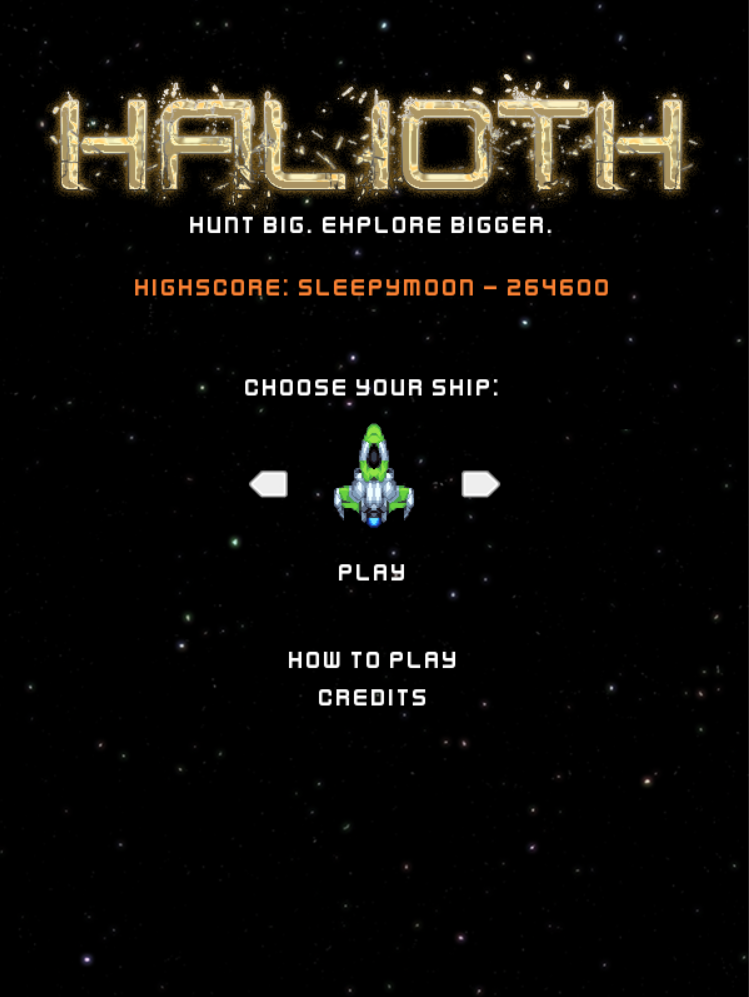 HALIOTH
HUNT BIG. EXPLORE BIGGER.
HIGHSCORE: SLEEPYMOON - 264600
CHOOSE YOUR SHIP:
PLAY
HOW TO PLAY
CREDITS